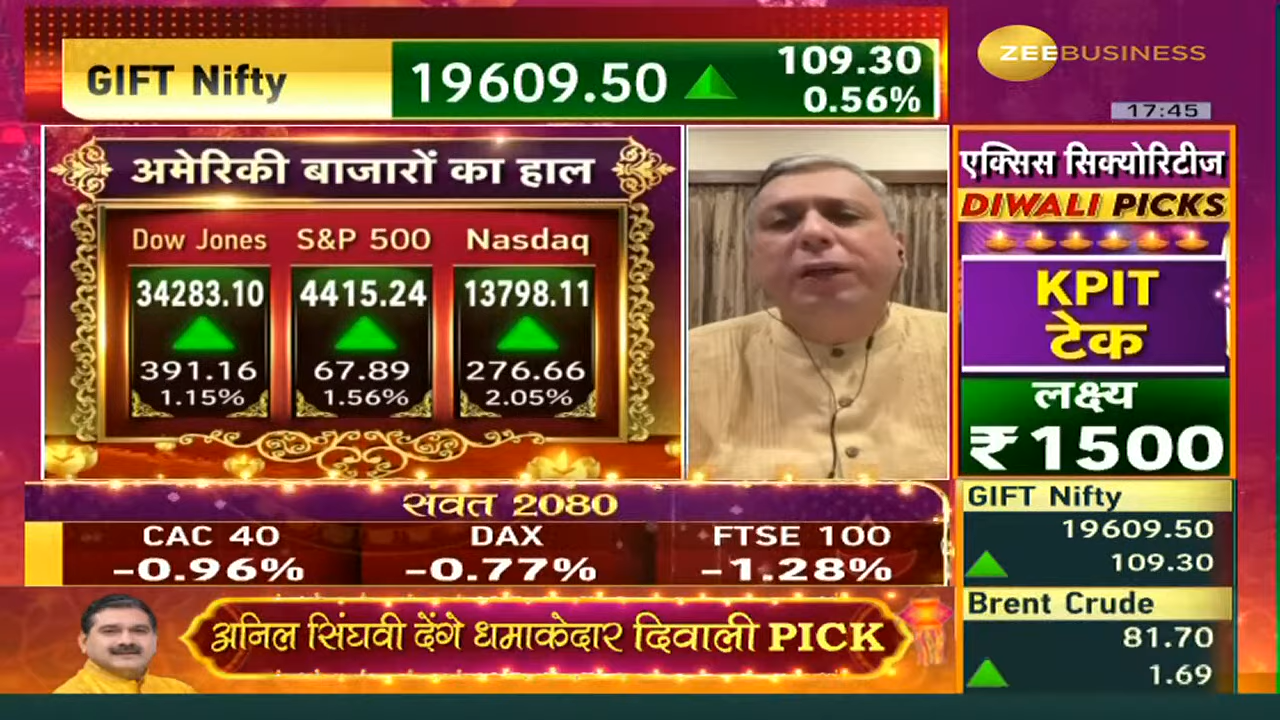 GIFT Nifty
19609.50
109.30
0.56%
ZEEBUSINESS
17:45
अमेरिकी बाजारों का हाल
Dow Jones
34283.10
391.16
1.15%
S&P 500
4415.24
67.89
1.56%
Nasdaq
13798.11
276.66
2.05%
एक्सिस सिक्योरिटीज
DIWALI PICKS
KPIT
टेक
लक्ष्य
₹1500
संवत 2080
CAC 40
-0.96%
DAX
-0.77%
FTSE 100
-1.28%
GIFT Nifty
19609.50
109.30
Brent Crude
81.70
1.69
अनिल सिंघवी देंगे धमाकेदार दिवाली PICK